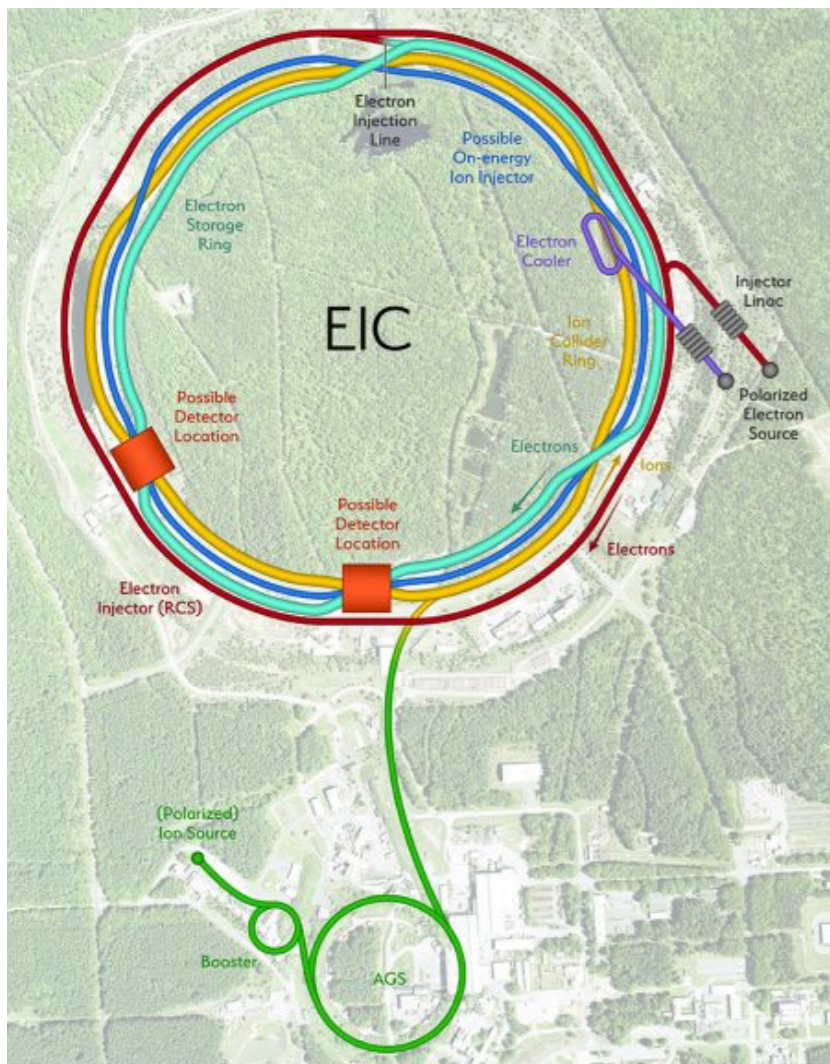 Electron
Injection
Line
Possible
On-energy
Ion Injector
Electron
Storage
Ring
Electron
Cooler
Injector
Linac
EIC
Ion
Collider
Ring
Polarized
Electron
Source
Possible
Detector
Location
Electrons
Ions
Possible
Detector
Location
Electrons
Electron
Injector (RCS)
(Polarized)
Ion Source
Booster
AGS